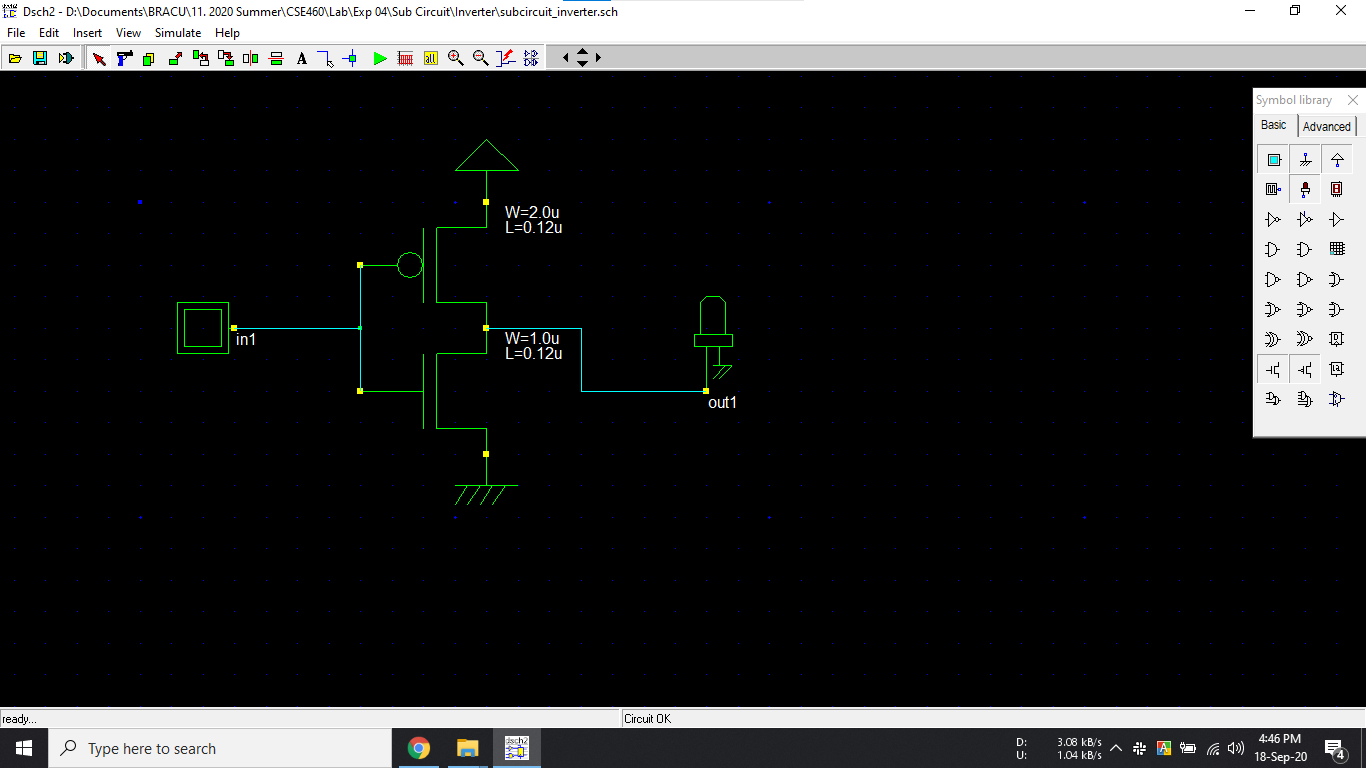 Dsch2 - D:\Documents\BRACU\11. 2020 Summer\CSE460\Lab\Exp 04\Sub Circuit\Inverter\subcircuit_inverter.sch
File Edit Insert View Simulate Help
A
all
Symbol library
Basic Advanced
W=2.0u
L=0.12u
in1
W=1.0u
L=0.12u
out1
ready... Circuit OK
Type here to search
dsch2
D: 3.08 kB/s
U: 1.04 kB/s
A
4:46 PM
18-Sep-20
4